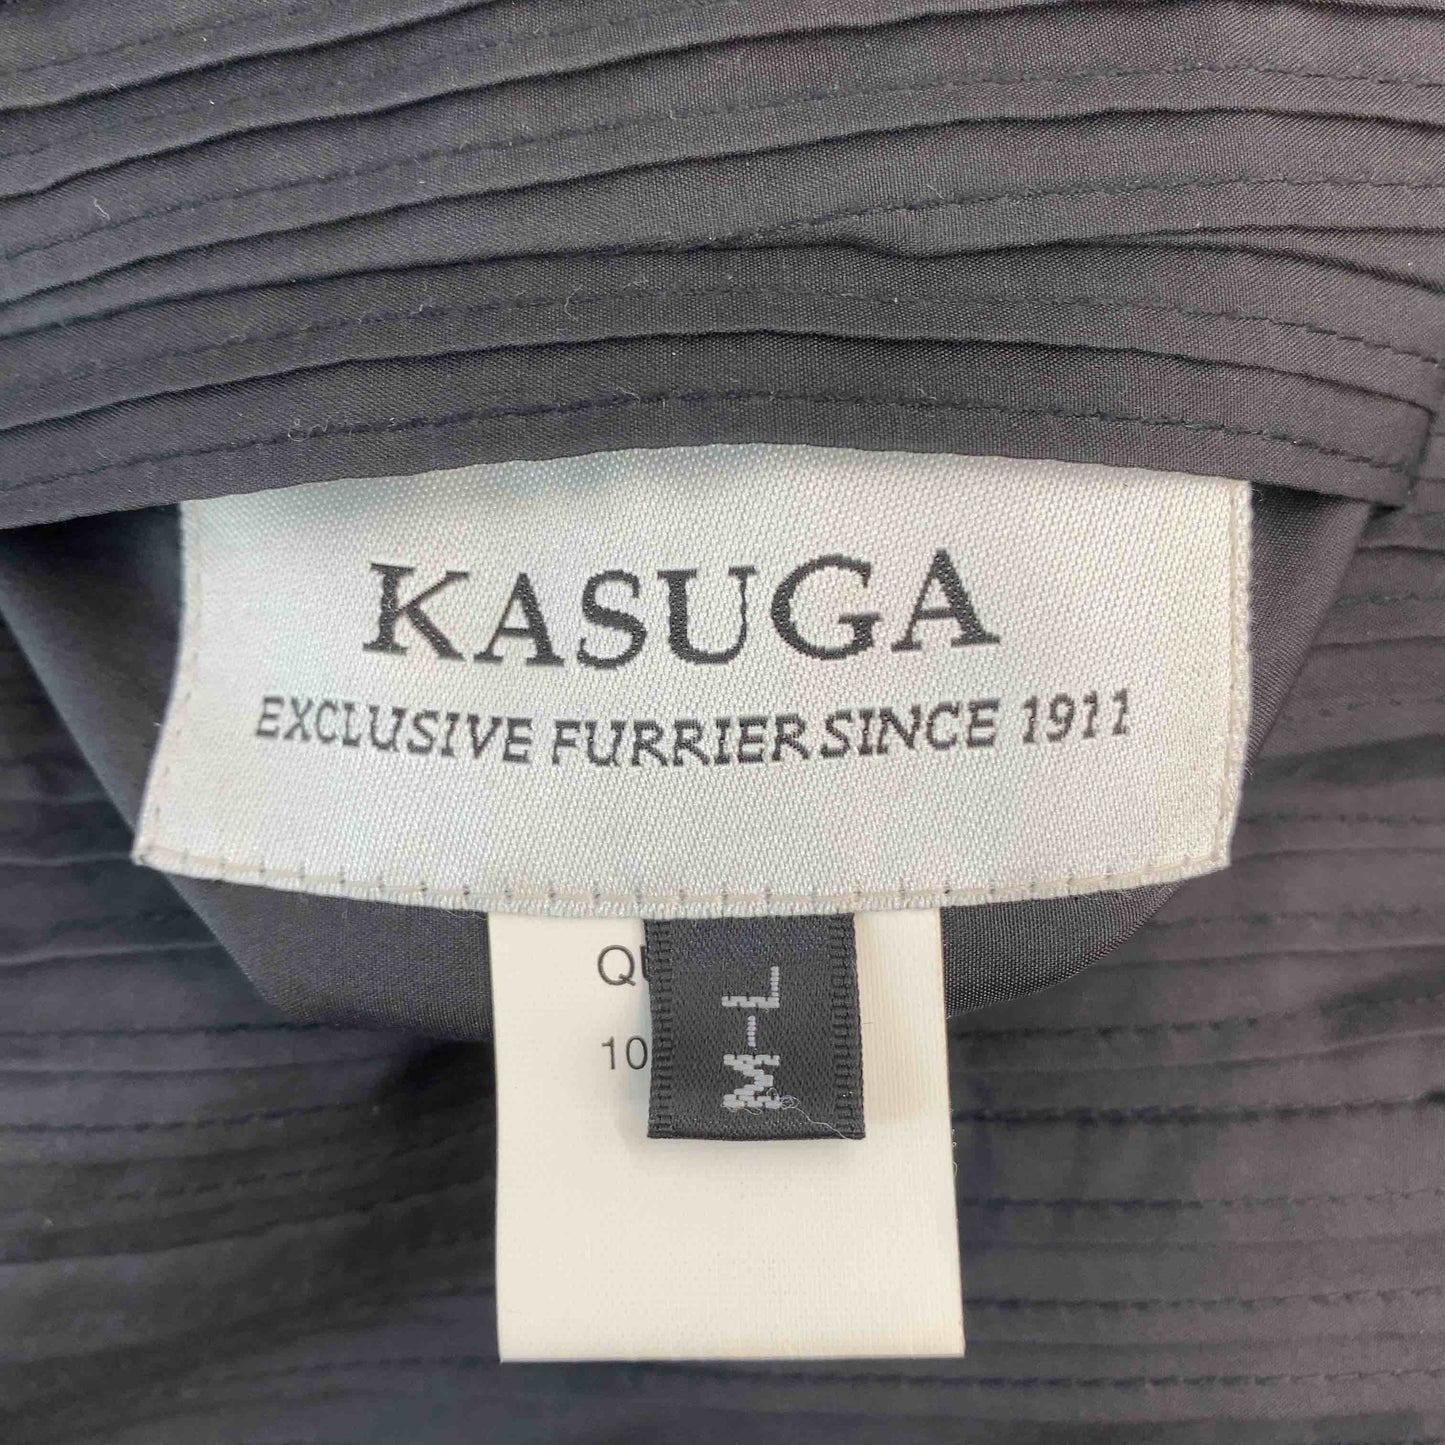 KASUGA
EXCLUSIVE FURRIER SINCE 1911
M-L